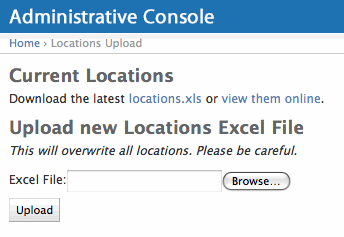 Administrative Console
Home › Locations Upload
Current Locations
Download the latest locations.xls or view them online.
Upload new Locations Excel File
This will overwrite all locations. Please be careful.
Excel File: Browse...
Upload